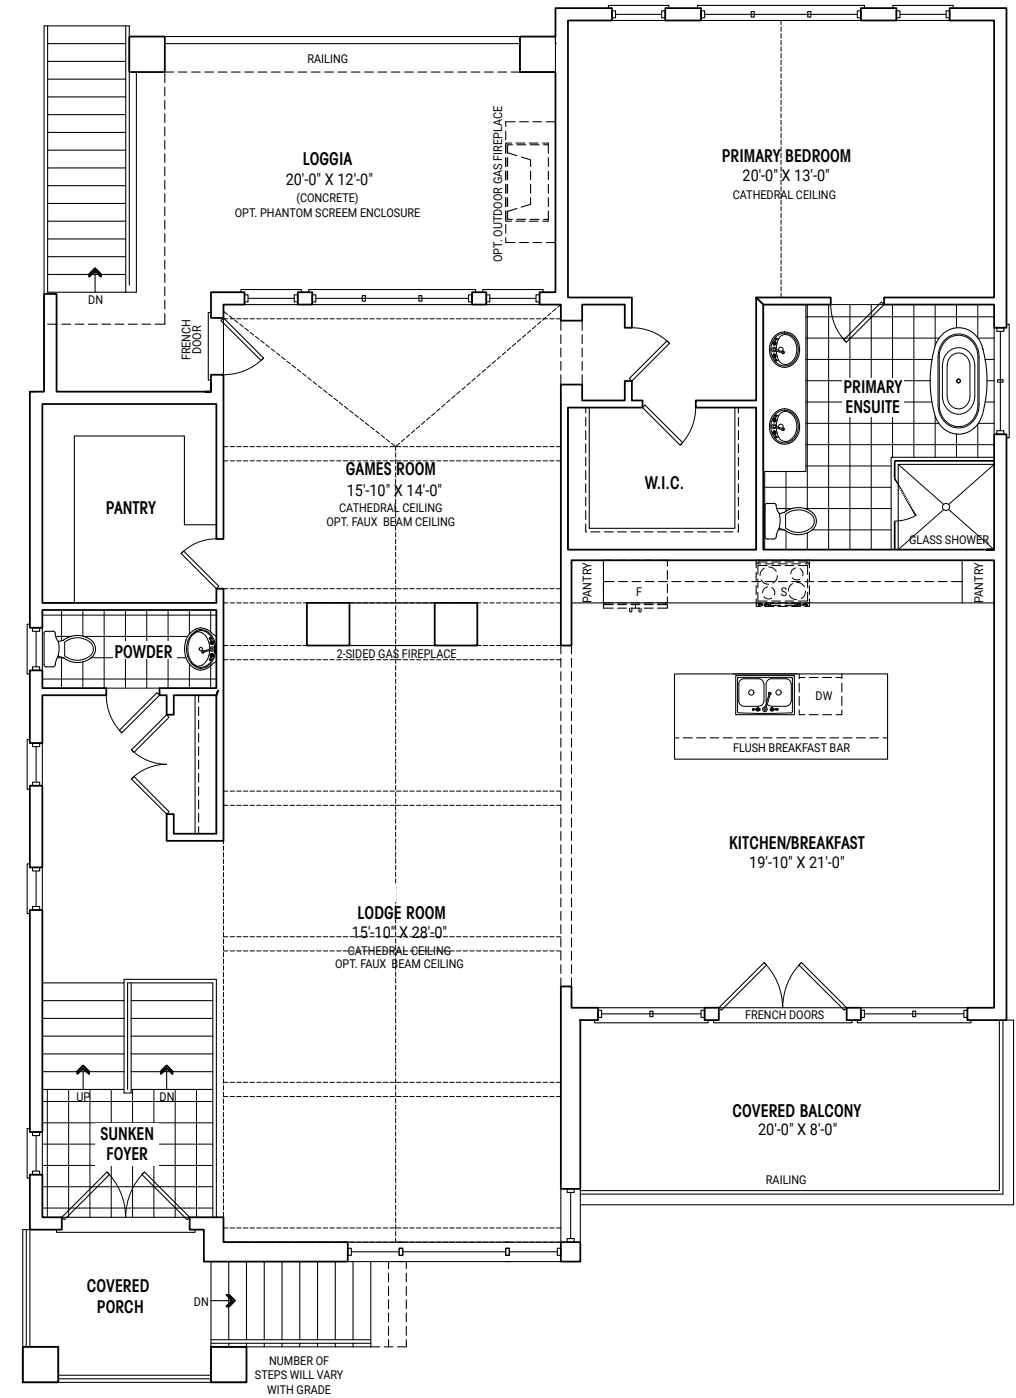 RAILING
LOGGIA
20'-0" X 12'-0"
(CONCRETE)
OPT. PHANTOM SCREEM ENCLOSURE
OPT. OUTDOOR GAS FIREPLACE
PRIMARY BEDROOM
20'-0" X 13'-0"
CATHEDRAL CEILING
DN
FRENCH
DOOR
PRIMARY
ENSUITE
GAMES ROOM
15'-10" X 14'-0"
CATHEDRAL CEILING
OPT. FAUX BEAM CEILING
W.I.C.
PANTRY
GLASS SHOWER
PANTRY
F
S
PANTRY
POWDER
2-SIDED GAS FIREPLACE
DW
FLUSH BREAKFAST BAR
KITCHEN/BREAKFAST
19'-10" X 21'-0"
LODGE ROOM
15'-10" X 28'-0"
CATHEDRAL CEILING
OPT. FAUX BEAM CEILING
FRENCH DOORS
UP
DN
SUNKEN
FOYER
COVERED BALCONY
20'-0" X 8'-0"
RAILING
COVERED
PORCH
DN
NUMBER OF
STEPS WILL VARY
WITH GRADE